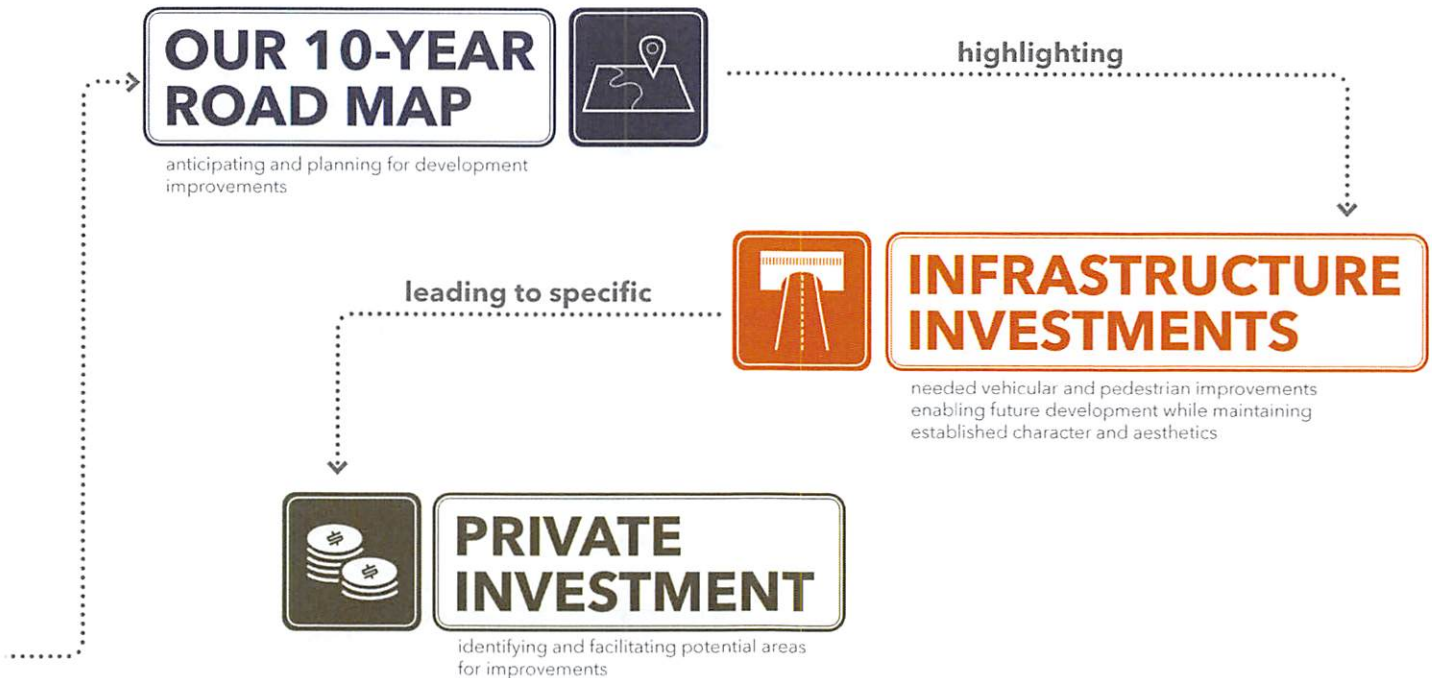 OUR 10-YEAR
ROAD MAP
anticipating and planning for development
improvements
highlighting
INFRASTRUCTURE
INVESTMENTS
needed vehicular and pedestrian improvements
enabling future development while maintaining
established character and aesthetics
leading to specific
PRIVATE
INVESTMENT
identifying and facilitating potential areas
for improvements